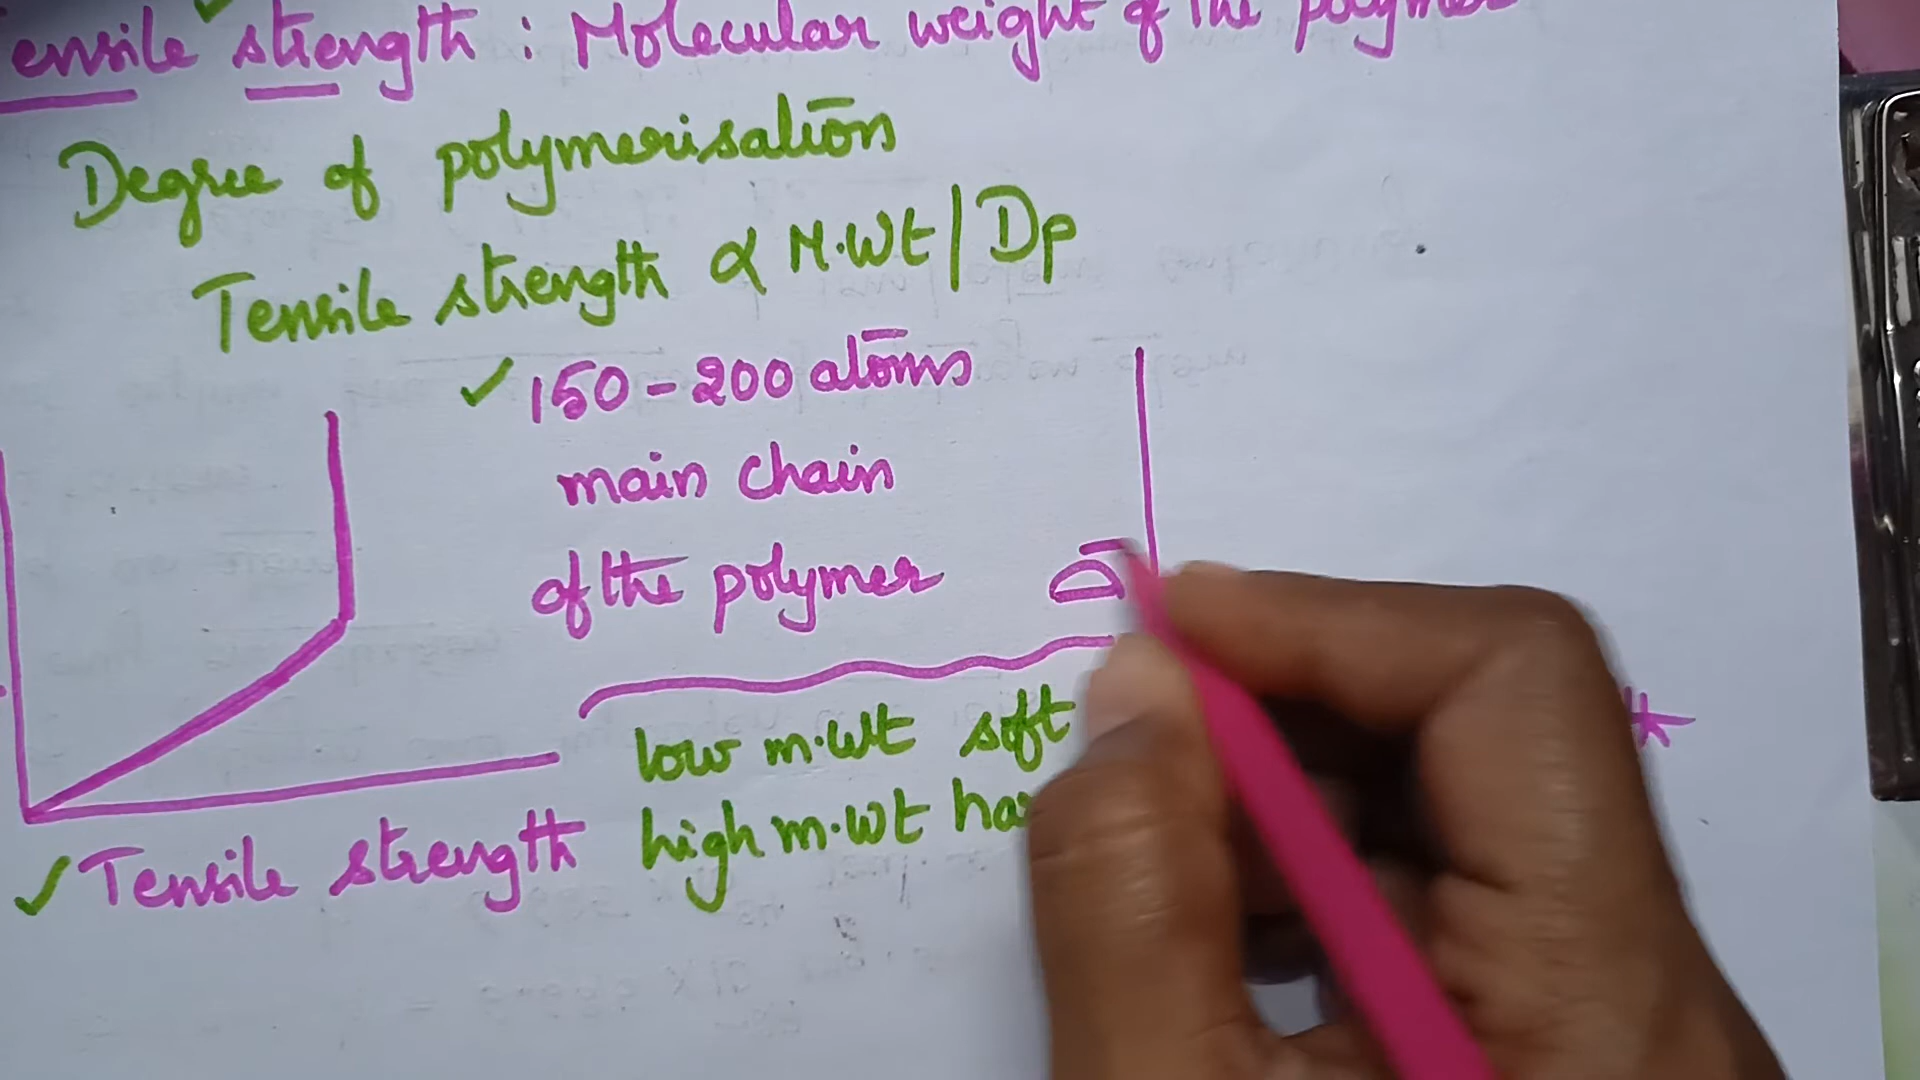 Tensile strength : Molecular weight of the polymer
Degree of polymerisation
Tensile strength ∝ M.Wt/Dp
✓ 150-200 atoms
main chain
of the polymer
low m.wt soft
high m.wt
✓ Tensile strength